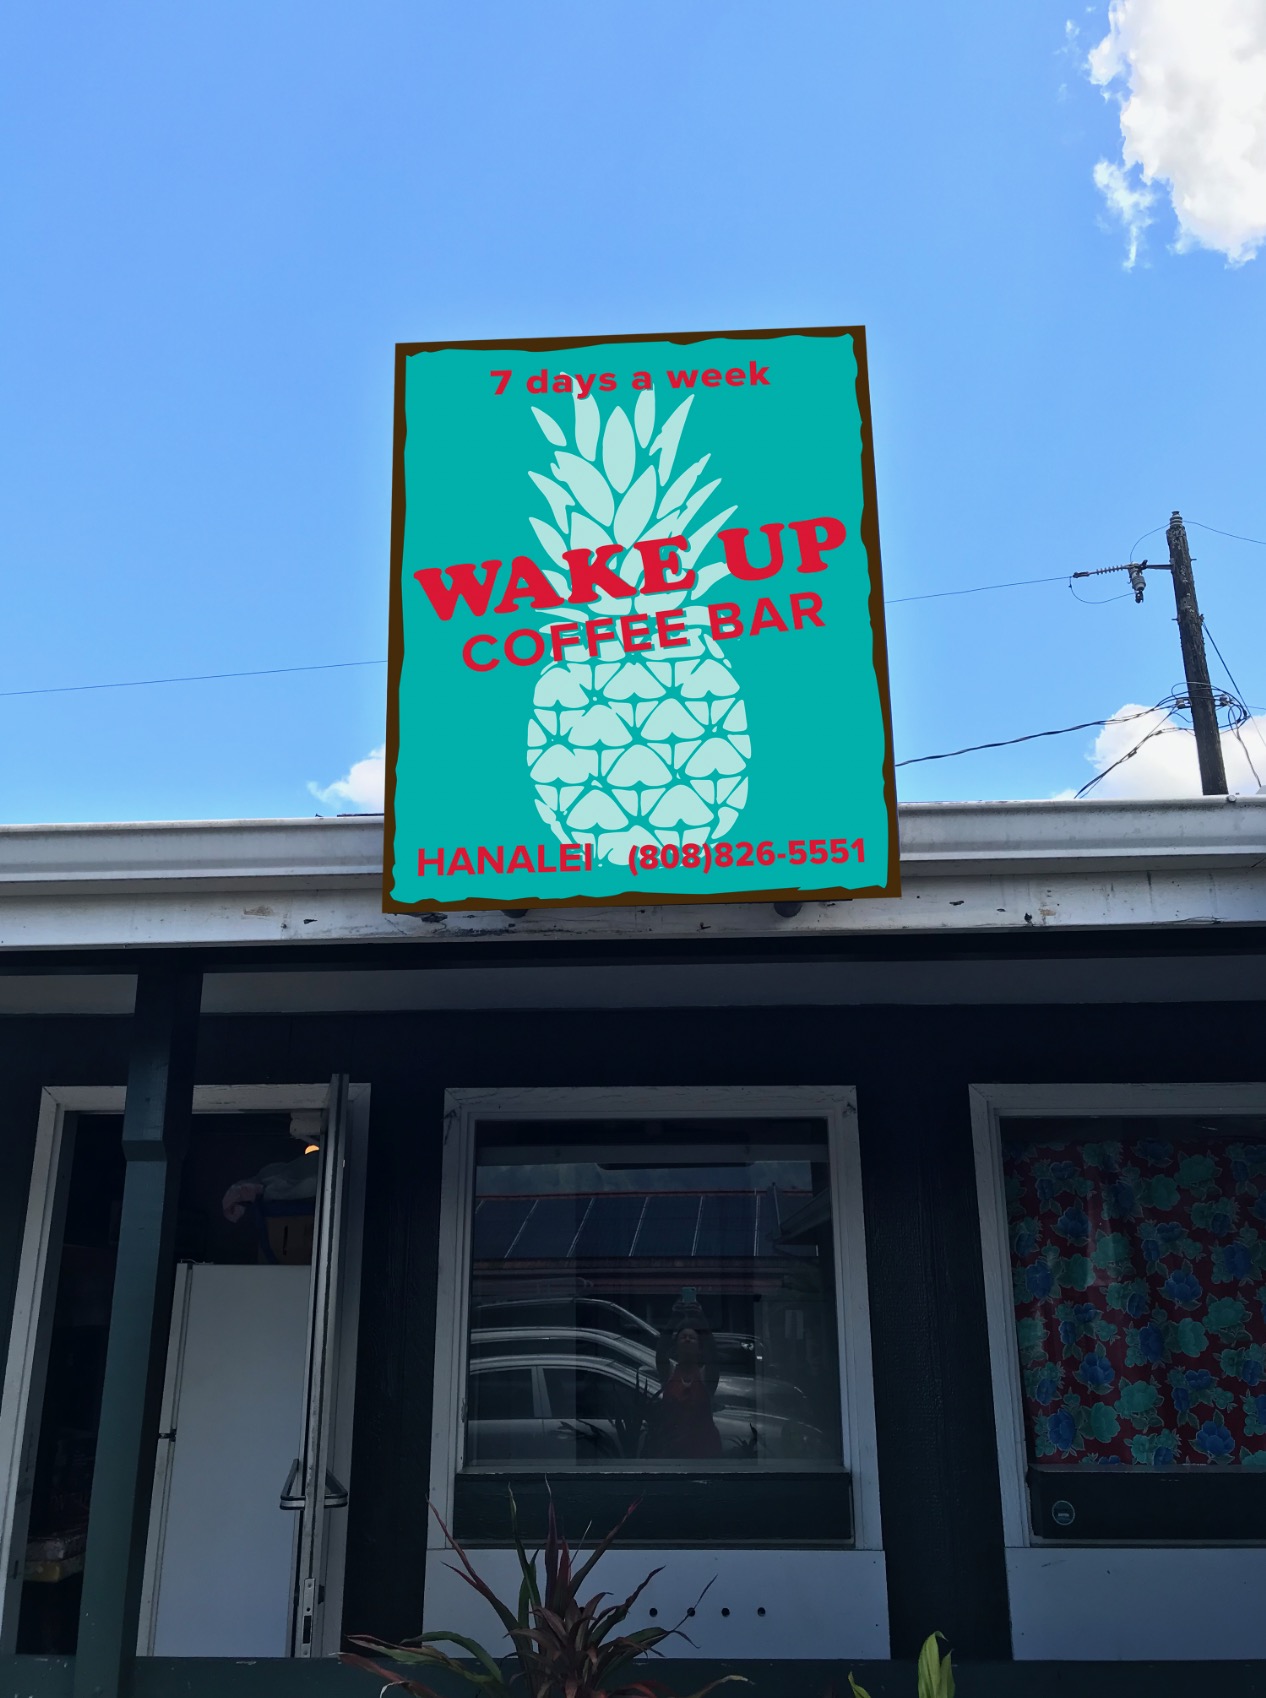 7 days a week
WAKE UP
COFFEE BAR
HANALEI (808)826-5551